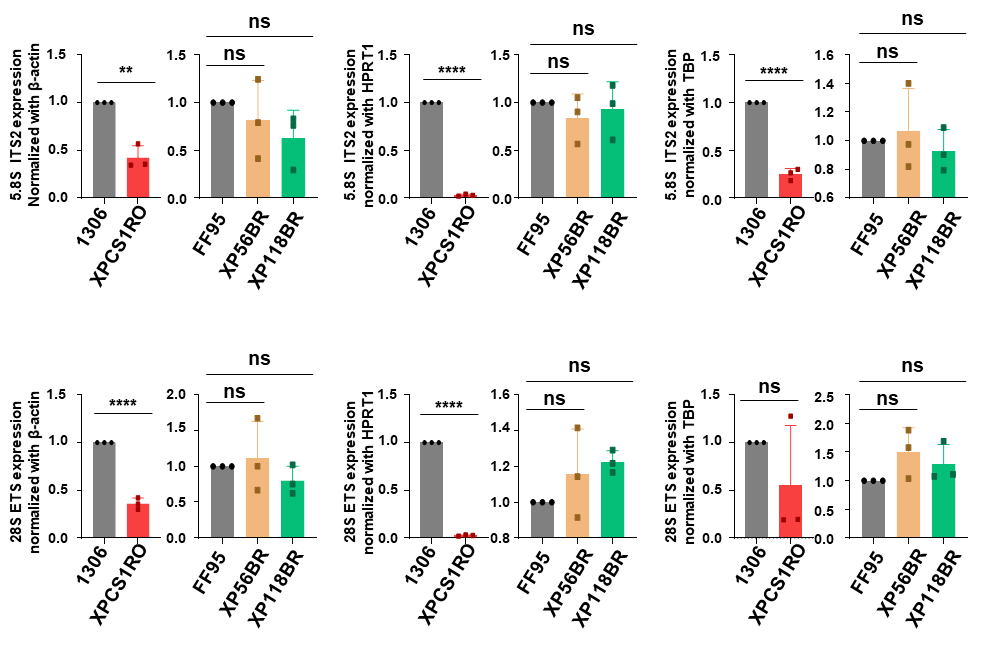 5.8S ITS2 expression
Normalized with β-actin
1.5
1.0
0.5
0.0
**
1306
XPCS1RO
1.5
1.0
0.5
0.0
ns
ns
FF95
XP56BR
XP118BR
5.8S ITS2 expression
normalized with HPRT1
1.5
1.0
0.5
0.0
****
1306
XPCS1RO
1.5
1.0
0.5
0.0
ns
ns
FF95
XP56BR
XP118BR
5.8S ITS2 expression
normalized with TBP
1.5
1.0
0.5
0.0
****
1306
XPCS1RO
1.6
1.4
1.2
1.0
0.8
0.6
ns
ns
FF95
XP56BR
XP118BR
28S ETS expression
normalized with β-actin
1.5
1.0
0.5
0.0
****
1306
XPCS1RO
2.0
1.5
1.0
0.5
0.0
ns
ns
FF95
XP56BR
XP118BR
28S ETS expression
normalized with HPRT1
1.5
1.0
0.5
0.0
****
1306
XPCS1RO
1.6
1.4
1.2
1.0
0.8
ns
ns
FF95
XP56BR
XP118BR
28S ETS expression
normalized with TBP
1.5
1.0
0.5
0.0
ns
1306
XPCS1RO
2.5
2.0
1.5
1.0
0.5
0.0
ns
ns
FF95
XP56BR
XP118BR